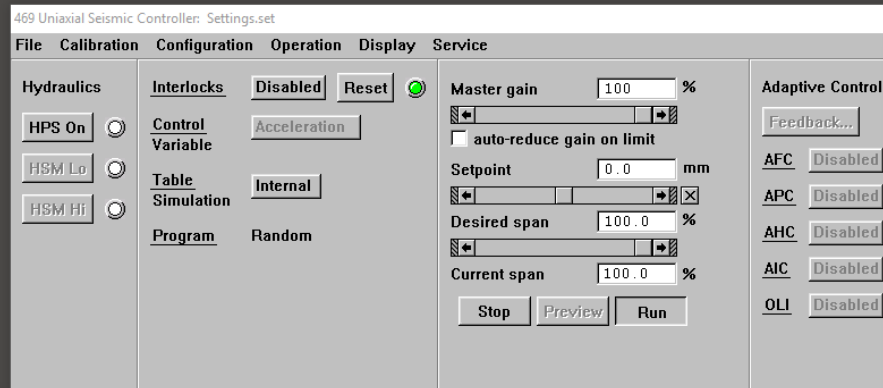 469 Uniaxial Seismic Controller: Settings.set
File Calibration Configuration Operation Display Service
Hydraulics
HPS On
HSM Lo
HSM Hi
Interlocks Disabled Reset
Control Variable Acceleration
Table Simulation Internal
Program Random
Master gain 100 %
auto-reduce gain on limit
Setpoint 0.0 mm
Desired span 100.0 %
Current span 100.0 %
Stop Preview Run
Adaptive Control
Feedback...
AFC Disabled
APC Disabled
AHC Disabled
AIC Disabled
OLI Disabled